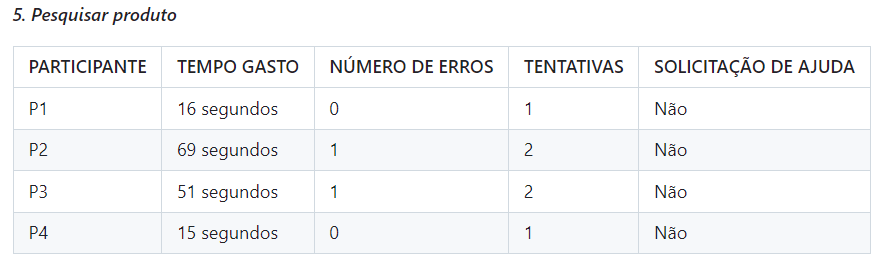 5. Pesquisar produto
PARTICIPANTE TEMPO GASTO NÚMERO DE ERROS TENTATIVAS SOLICITAÇÃO DE AJUDA
P1 16 segundos 0 1 Não
P2 69 segundos 1 2 Não
P3 51 segundos 1 2 Não
P4 15 segundos 0 1 Não